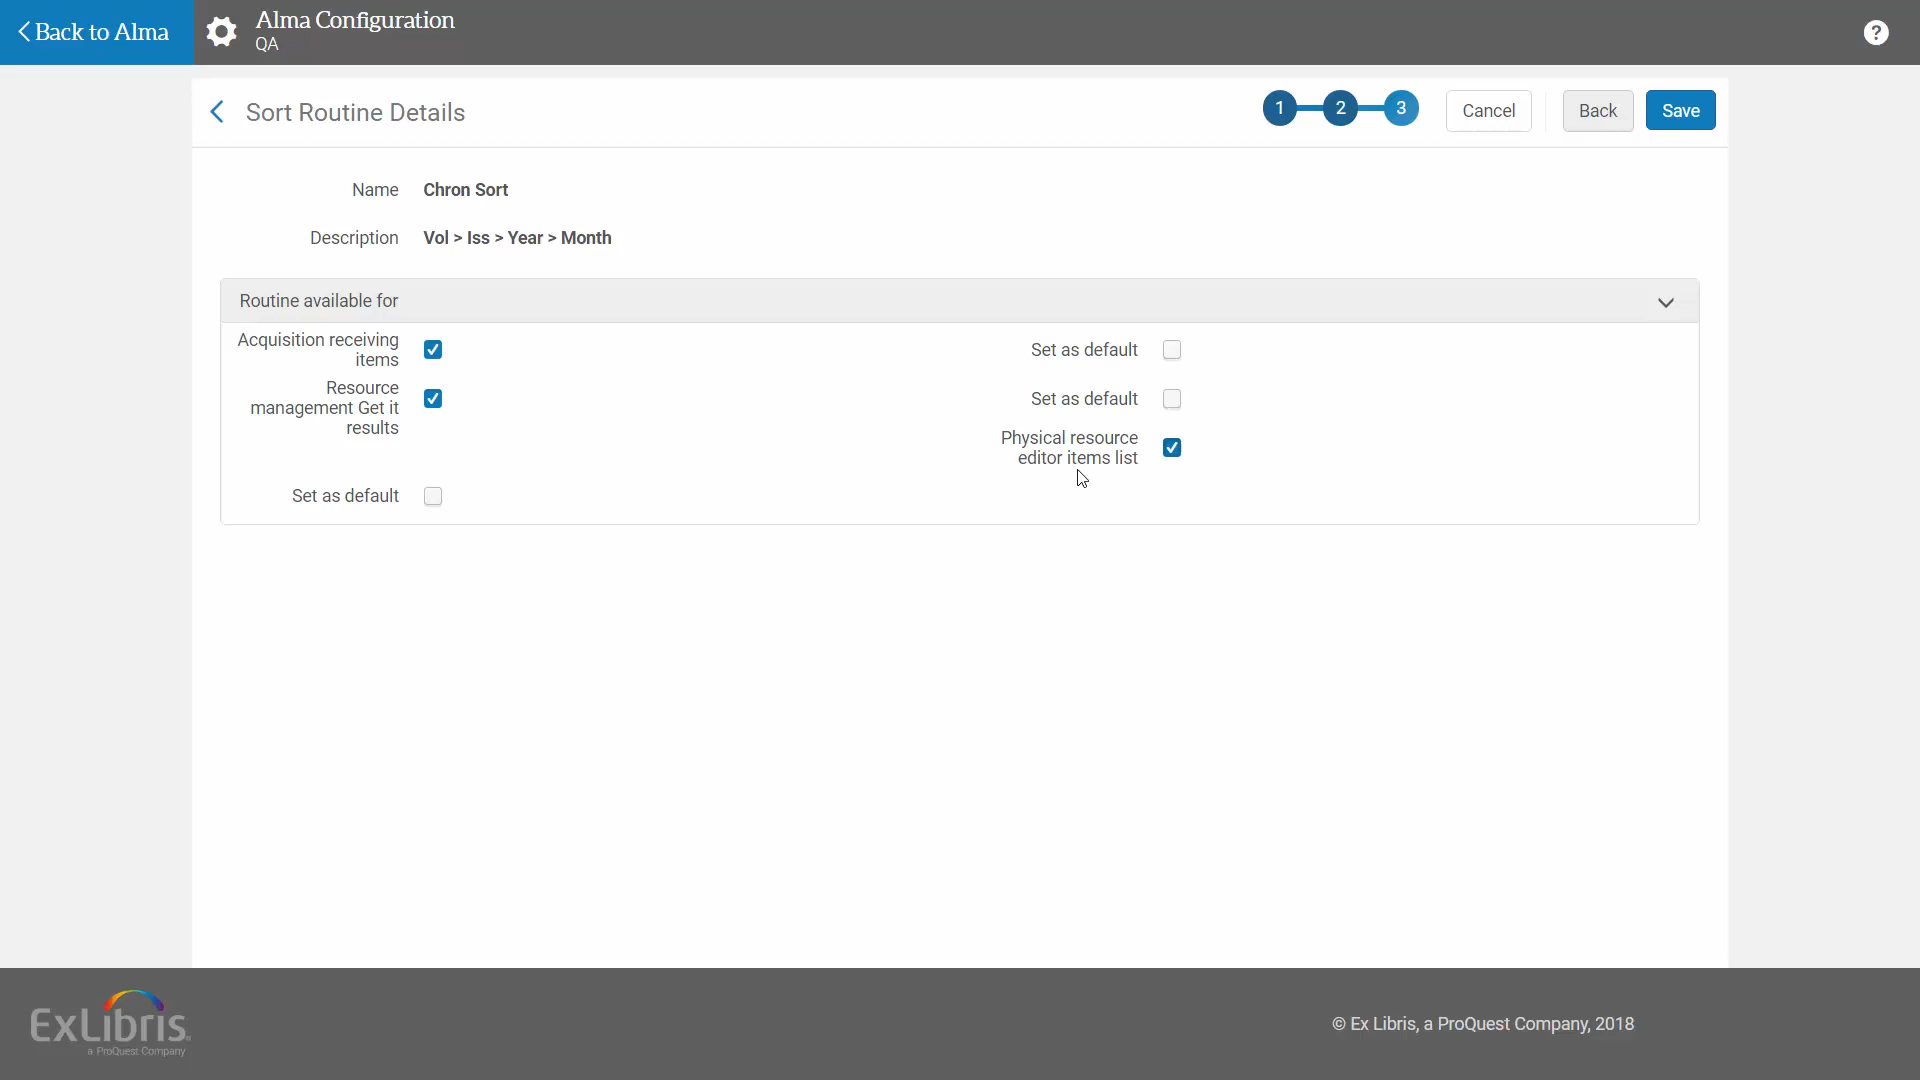 Back to Alma
Alma Configuration
QA
?
Sort Routine Details
1
2
3
Cancel
Back
Save
Name
Chron Sort
Description
Vol > Iss > Year > Month
Routine available for
Acquisition receiving
items
Set as default
Resource
management Get it
results
Set as default
Physical resource
editor items list
Set as default
ExLibris
a ProQuest Company
© Ex Libris, a ProQuest Company, 2018